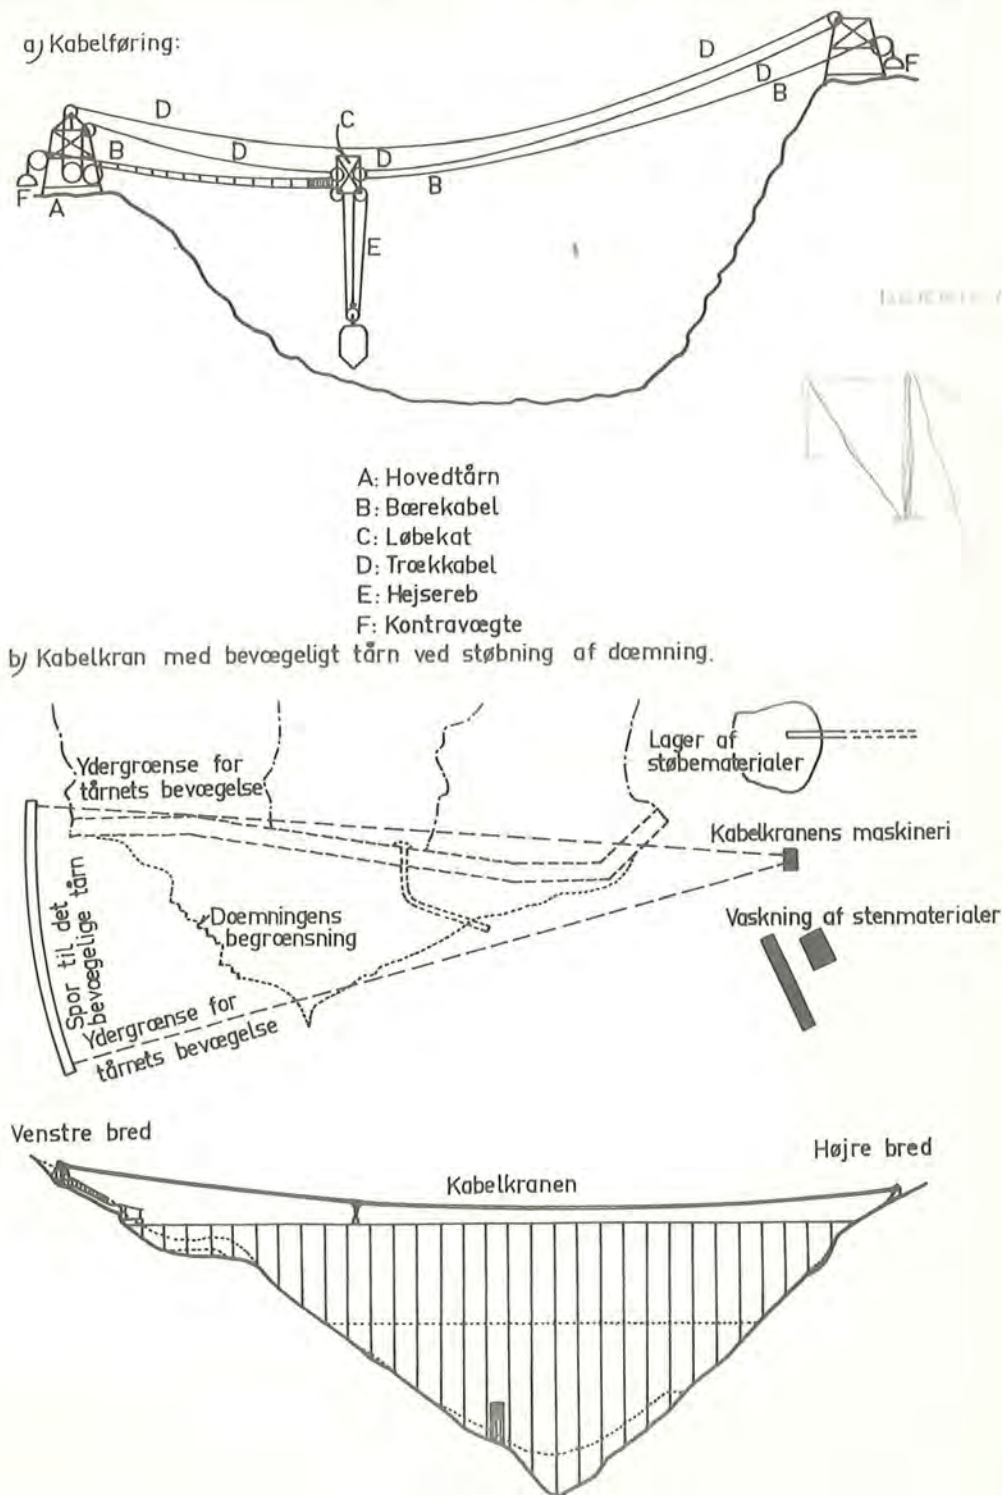 a) Kabelføring:
D
D
F
D
C
B
D
B
D
B
F
A
E
A: Hovedtårn
B: Bærekabel
C: Løbekat
D: Trækkabel
E: Hejsereb
F: Kontravægte
b) Kabelkran med bevægeligt tårn ved støbning af dæmning.
Ydergrænse for
tårnets bevægelse
Lager af
støbematerialer
Kabelkranens maskineri
Spor til det
bevægelige tårn
Dæmningens
begrænsning
Vaskning af stenmaterialer
Ydergrænse for
tårnets bevægelse
Venstre bred
Højre bred
Kabelkranen